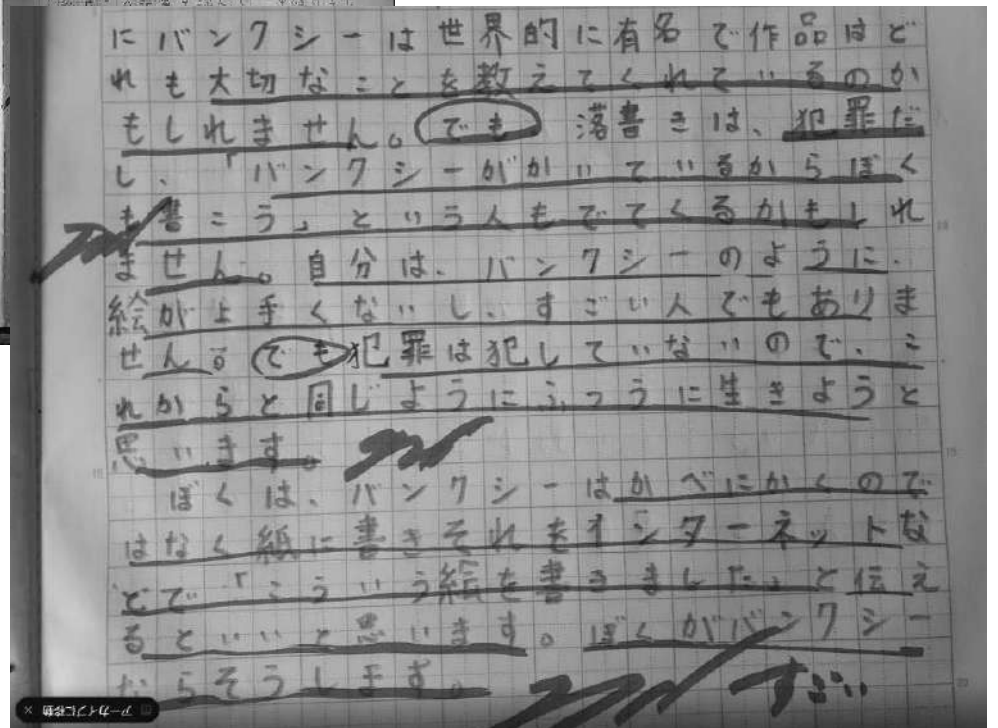 にバンクシーは世界的に有名で作品はど
れも大切なことを教えてくれているのか
もしれません。でも 落書きは、犯罪だ
し、「バンクシーがかいているからぼく
も書こう」という人もでてくるかもしれ
ません。自分は、バンクシーのように、
絵が上手くないし、すごい人でもありま
せん。でも犯罪は犯していないので、こ
れからと同じようにふつうに生きようと
思います。
ぼくは、バンクシーはかべにかくのが
はなく紙に書きそれをインターネットな
どで「こういう絵を書きました」と伝え
るといいと思います。ぼくがバンクシー
ならそうします。
すごい
アーカイブに移動